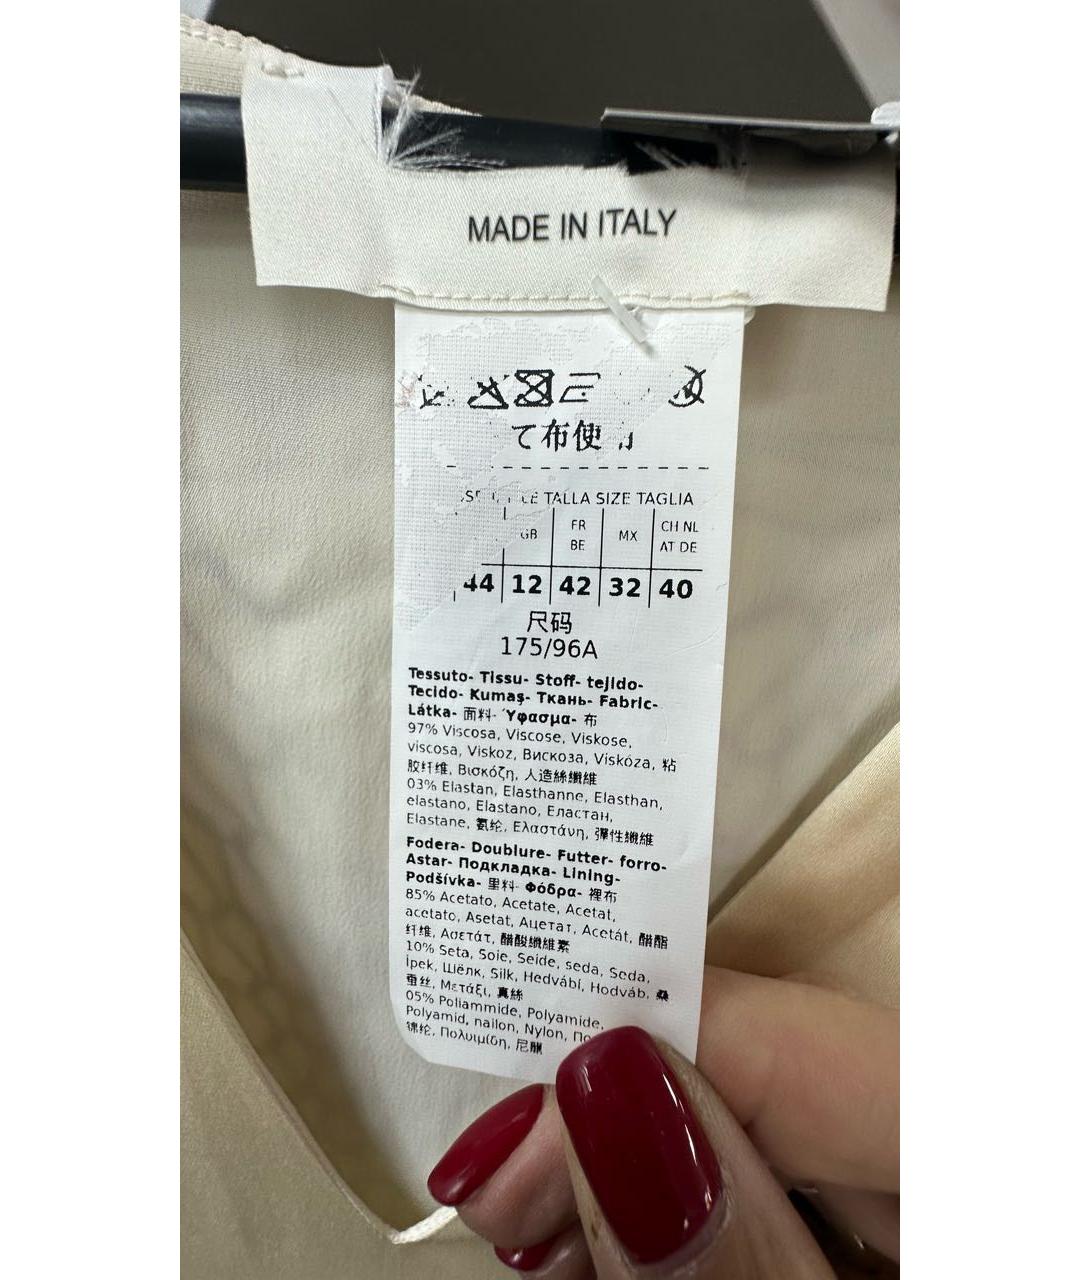 MADE IN ITALY
て布使
TALLA SIZE TAGLIA
GB FR BE MX CH NL AT DE
44 12 42 32 40
尺码
175/96A
Tessuto- Tissu- Stoff- tejido-
Tecido- Kumaş- Ткань- Fabric-
Látka- 面料- Ύφασμα- 布
97% Viscosa, Viscose, Viskose,
viscosa, Viskoz, Вискоза, Viskóza, 粘
胶纤维, Βισκόζη, 人造絲纖維
03% Elastan, Elasthanne, Elasthan,
elastano, Elastano, Еластан,
Elastane, 氨纶, Ελαστάνη, 彈性纖維
Fodera- Doublure- Futter- forro-
Astar- Подкладка- Lining-
Podšívka- 里料- Φόδρα- 裡布
85% Acetato, Acetate, Acetat,
acetato, Asetat, Ацетат, Acetát, 醋酯
纤维, Ασετάτ, 醋酸纖維素
10% Seta, Soie, Seide, seda, Seda,
İpek, Шёлк, Silk, Hedvábí, Hodváb, 桑
蚕丝, Μετάξι, 真絲
05% Poliammide, Polyamide,
Polyamid, nailon, Nylon,
锦纶, Πολυμίδη, 尼龍